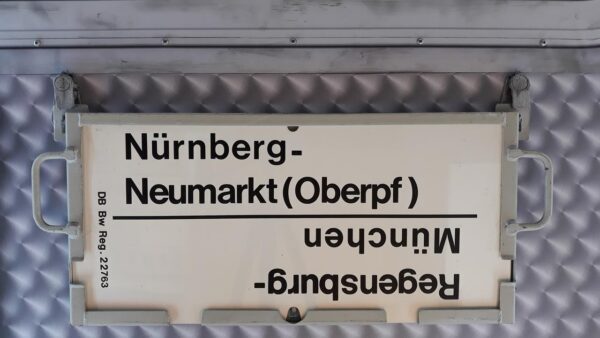 Nürnberg-
Neumarkt (Oberpf)
Regensburg-
München
DB Bw Reg. 22763